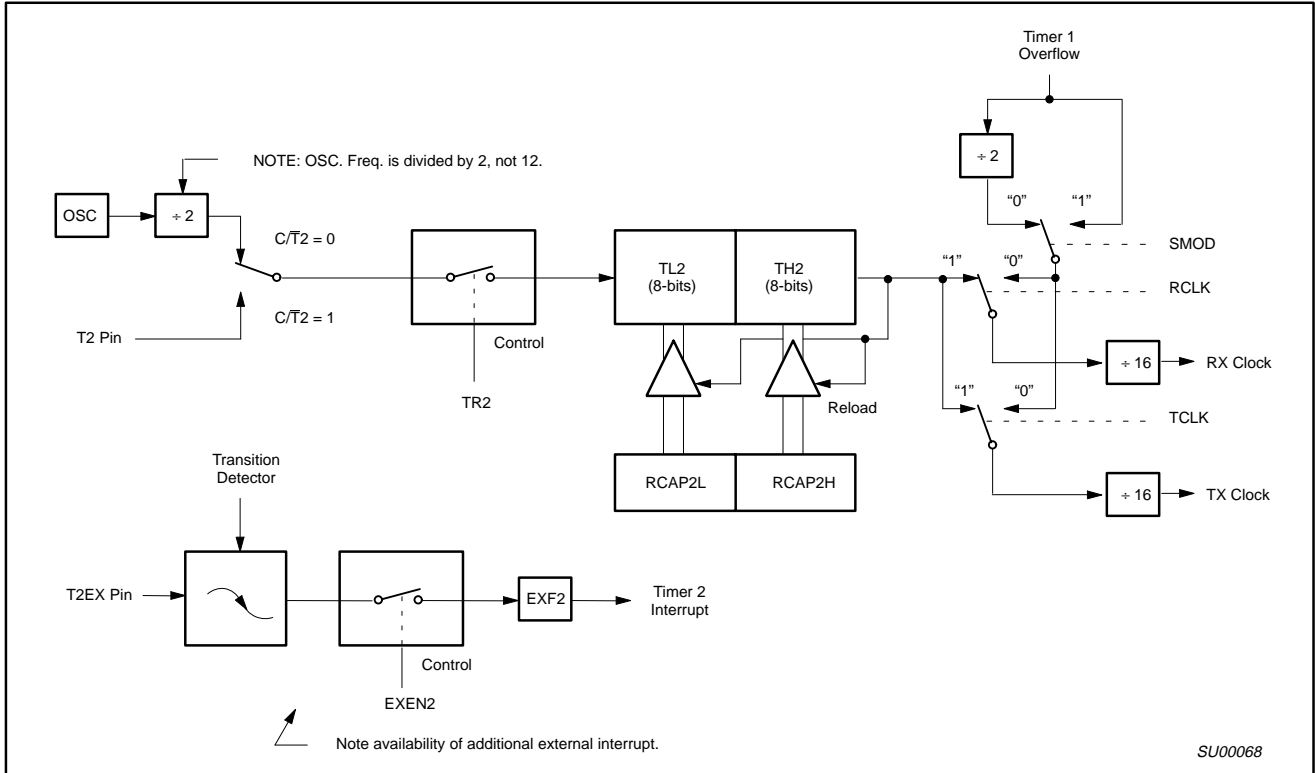 Timer 1
Overflow
÷ 2
“0”
“1”
SMOD
NOTE: OSC. Freq. is divided by 2, not 12.
OSC
÷ 2
C/T̅2 = 0
C/T̅2 = 1
T2 Pin
Control
TR2
TL2
(8-bits)
TH2
(8-bits)
Reload
RCAP2L
RCAP2H
“1”
“0”
RCLK
÷ 16
RX Clock
“1”
“0”
TCLK
÷ 16
TX Clock
Transition
Detector
T2EX Pin
Control
EXEN2
EXF2
Timer 2
Interrupt
Note availability of additional external interrupt.
SU00068